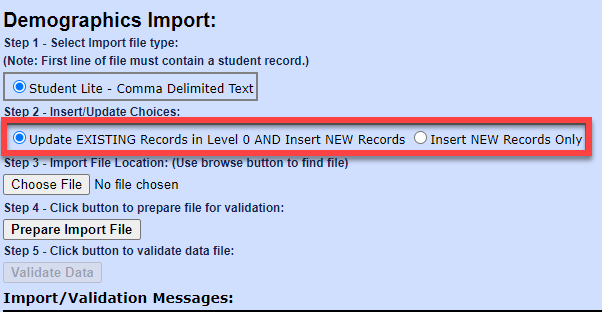 Demographics Import:
Step 1 - Select Import file type:
(Note: First line of file must contain a student record.)
Student Lite - Comma Delimited Text
Step 2 - Insert/Update Choices:
Update EXISTING Records in Level 0 AND Insert NEW Records Insert NEW Records Only
Step 3 - Import File Location: (Use browse button to find file)
Choose File No file chosen
Step 4 - Click button to prepare file for validation:
Prepare Import File
Step 5 - Click button to validate data file:
Validate Data
Import/Validation Messages: